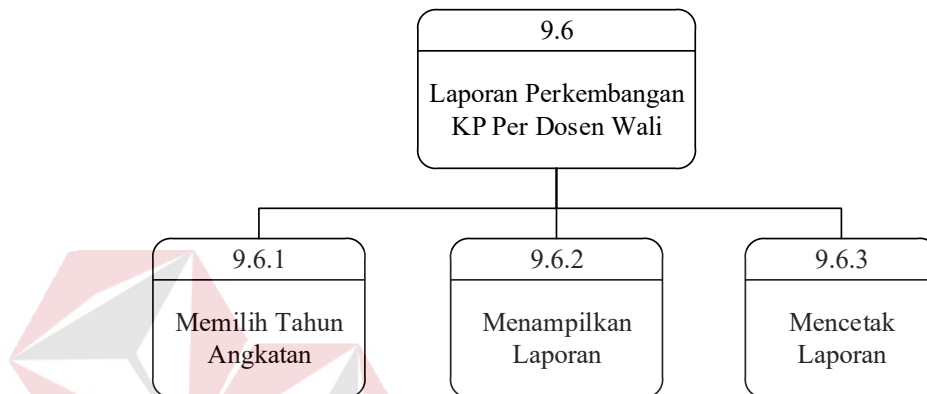 9.6
Laporan Perkembangan
KP Per Dosen Wali
9.6.1
Memilih Tahun
Angkatan
9.6.2
Menampilkan
Laporan
9.6.3
Mencetak
Laporan